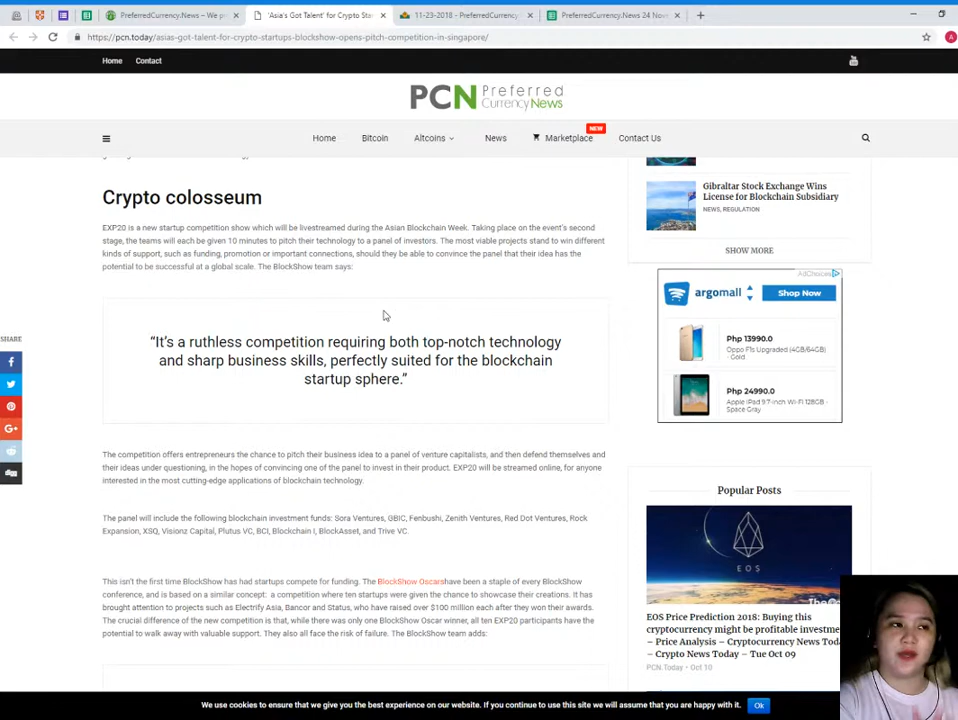 PreferredCurrency.News – We pr
'Asia's Got Talent' for Crypto Sta
11-23-2018 - PreferredCurrency.N
PreferredCurrency.News 24 Nov
https://pcn.today/asias-got-talent-for-crypto-startups-blockshow-opens-pitch-competition-in-singapore/
Home Contact
PCN Preferred
CurrencyNews
Home Bitcoin Altcoins News Marketplace NEW Contact Us
Crypto colosseum
EXP20 is a new startup competition show which will be livestreamed during the Asian Blockchain Week. Taking place on the event's second
stage, the teams will each be given 10 minutes to pitch their technology to a panel of investors. The most viable projects stand to win different
kinds of support, such as funding, promotion or important connections, should they be able to convince the panel that their idea has the
potential to be successful at a global scale. The BlockShow team says:
“It's a ruthless competition requiring both top-notch technology
and sharp business skills, perfectly suited for the blockchain
startup sphere.”
The competition offers entrepreneurs the chance to pitch their business idea to a panel of venture capitalists, and then defend themselves and
their ideas under questioning, in the hopes of convincing one of the panel to invest in their product. EXP20 will be streamed online, for anyone
interested in the most cutting-edge applications of blockchain technology.
The panel will include the following blockchain investment funds: Sora Ventures, GBIC, Fenbushi, Zenith Ventures, Red Dot Ventures, Rock
Expansion, XSQ, Visionz Capital, Plutus VC, BCI, Blockchain I, BlockAsset, and Trive VC.
This isn't the first time BlockShow has had startups compete for funding. The BlockShow Oscarshave been a staple of every BlockShow
conference, and is based on a similar concept: a competition where ten startups were given the chance to showcase their creations. It has
brought attention to projects such as Electrify Asia, Bancor and Status, who have raised over $100 million each after they won their awards.
The crucial difference of the new competition is that, while there was only one BlockShow Oscar winner, all ten EXP20 participants have the
potential to walk away with valuable support. They also all face the risk of failure. The BlockShow team adds:
SHARE
Gibraltar Stock Exchange Wins
License for Blockchain Subsidiary
NEWS, REGULATION
SHOW MORE
AdChoices
argomall Shop Now
Php 13990.0
Oppo F1s Upgraded (4GB/64GB)
- Gold
Php 24990.0
Apple iPad 9.7-inch Wi-Fi 128GB -
Space Gray
Popular Posts
EOS
EOS Price Prediction 2018: Buying this
cryptocurrency might be profitable investme
– Price Analysis – Cryptocurrency News Tod
– Crypto News Today – Tue Oct 09
PCN.Today • Oct 10
We use cookies to ensure that we give you the best experience on our website. If you continue to use this site we will assume that you are happy with it. Ok